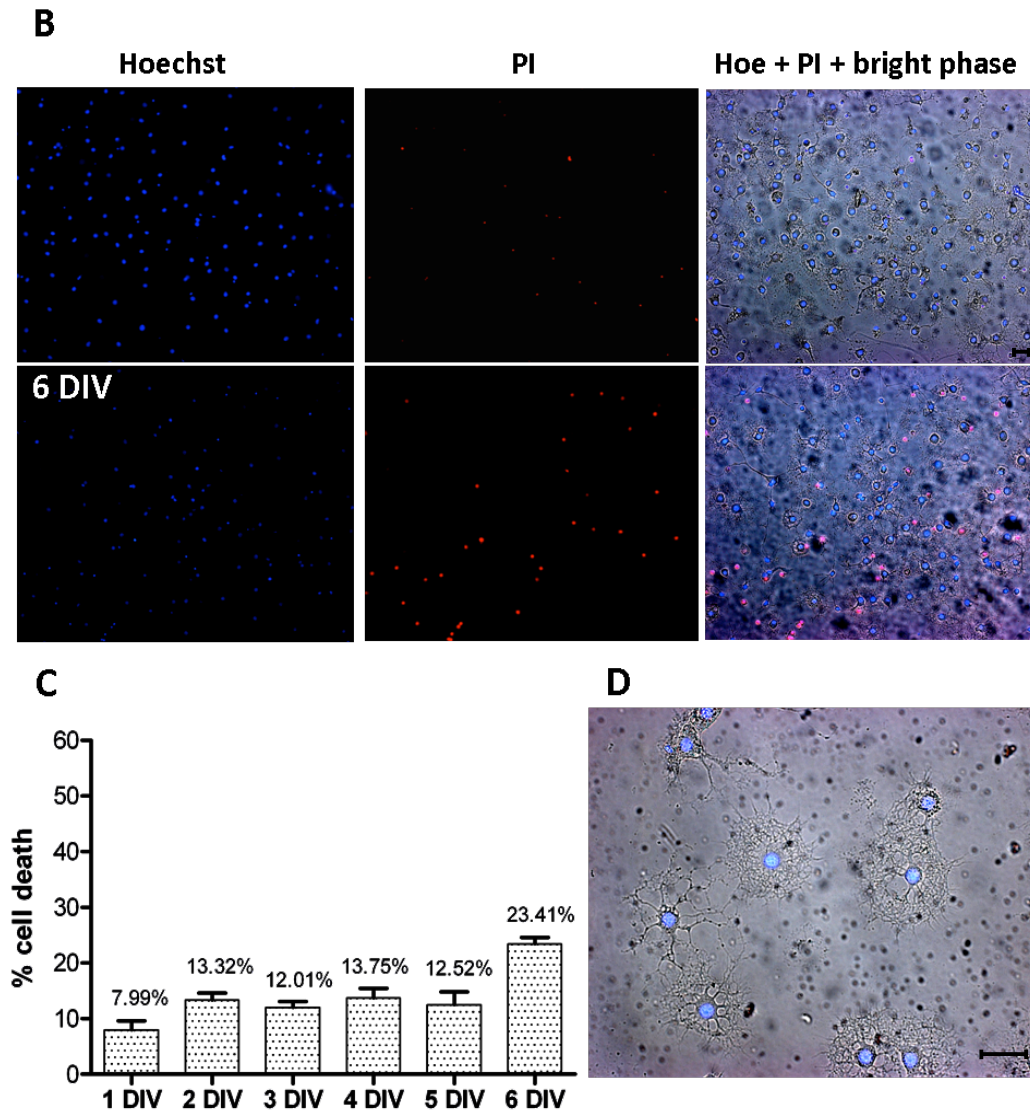 B
Hoechst PI Hoe + PI + bright phase
6 DIV
C
D
% cell death
60
50
40
30
20
10
0
7.99%
13.32%
12.01%
13.75%
12.52%
23.41%
1 DIV 2 DIV 3 DIV 4 DIV 5 DIV 6 DIV